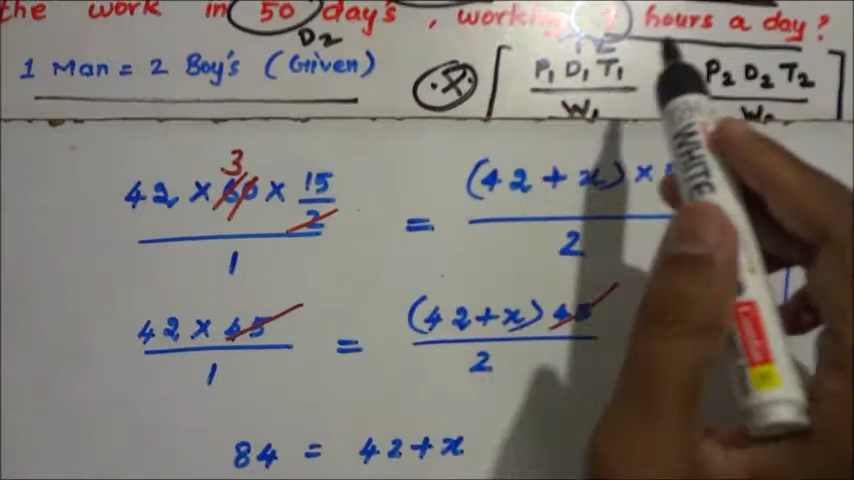 the work in 50 day's, working hours a day?
D2
1 Man = 2 Boy's (Given)
P1 D1 T1 P2 D2 T2
W1
3
42 × 60 × 15/2 = (42 + x) ×
1 2
42 × 45 = (42+x) 45
1 2
84 = 42+x
WHITE